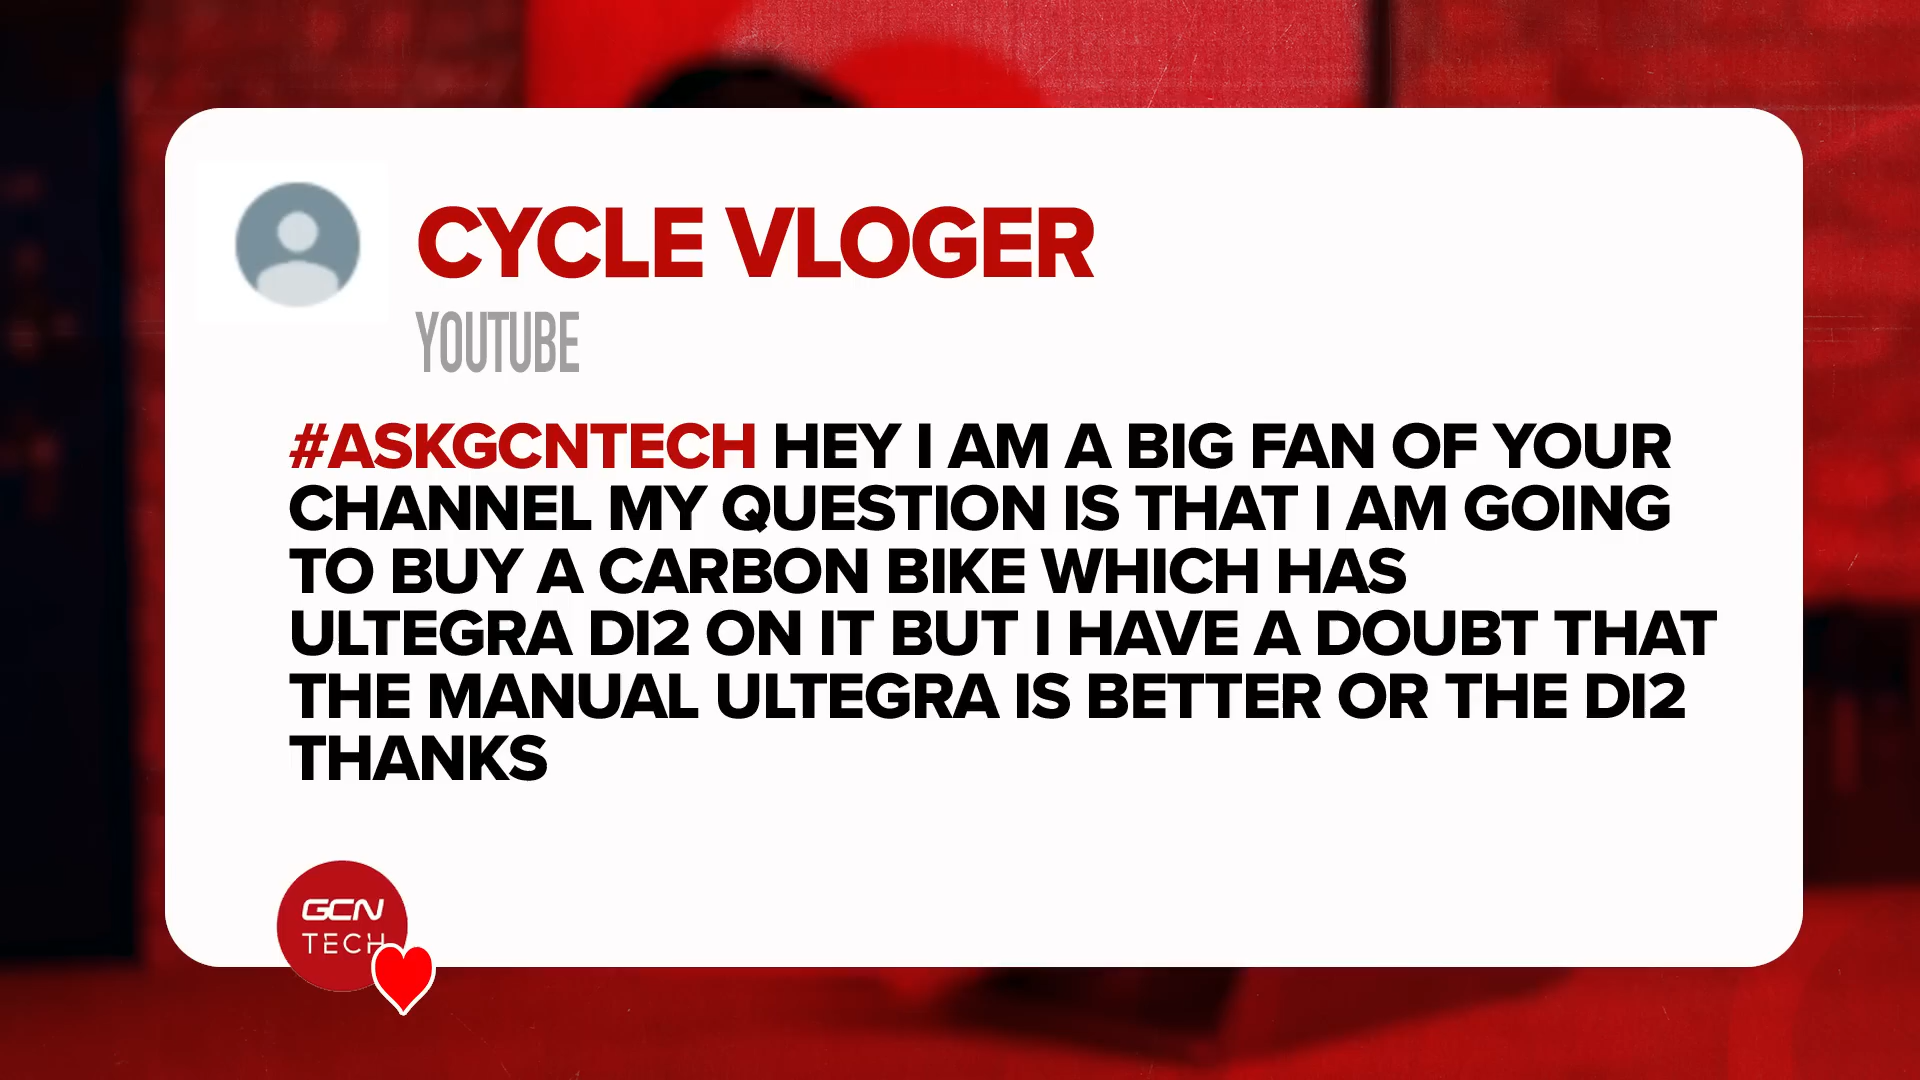 CYCLE VLOGER
YOUTUBE
#ASKGCNTECH HEY I AM A BIG FAN OF YOUR
CHANNEL MY QUESTION IS THAT I AM GOING
TO BUY A CARBON BIKE WHICH HAS
ULTEGRA DI2 ON IT BUT I HAVE A DOUBT THAT
THE MANUAL ULTEGRA IS BETTER OR THE DI2
THANKS
GCN
TECH